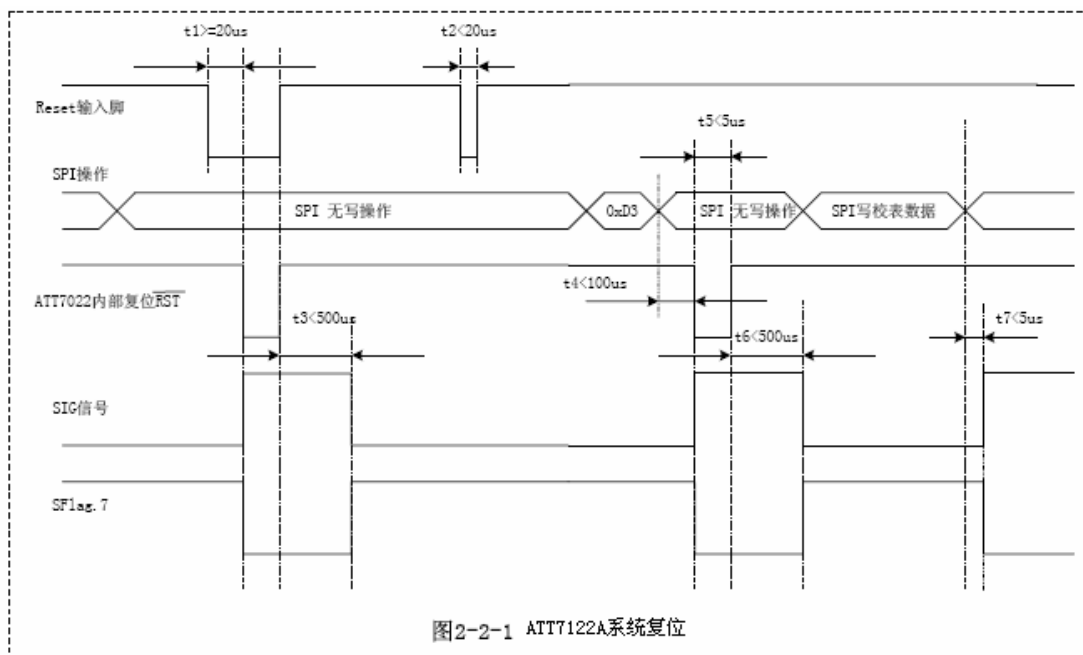 t1>=20us
t2<20us
Reset输入脚
t5<5us
SPI操作
SPI 无写操作
0xD3
SPI 无写操作
SPI写校表数据
ATT7022内部复位RST
t4<100us
t3<500us
t6<500us
t7<5us
SIG信号
SFlag.7
图2-2-1 ATT7122A系统复位